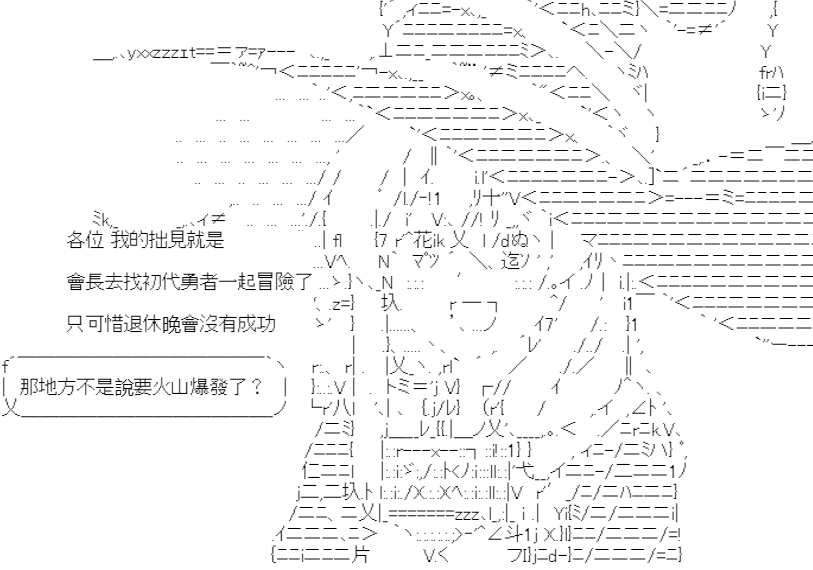 各位 我的拙見就是
會長去找初代勇者一起冒險了
只可惜退休晚會沒有成功
那地方不是說要火山爆發了？